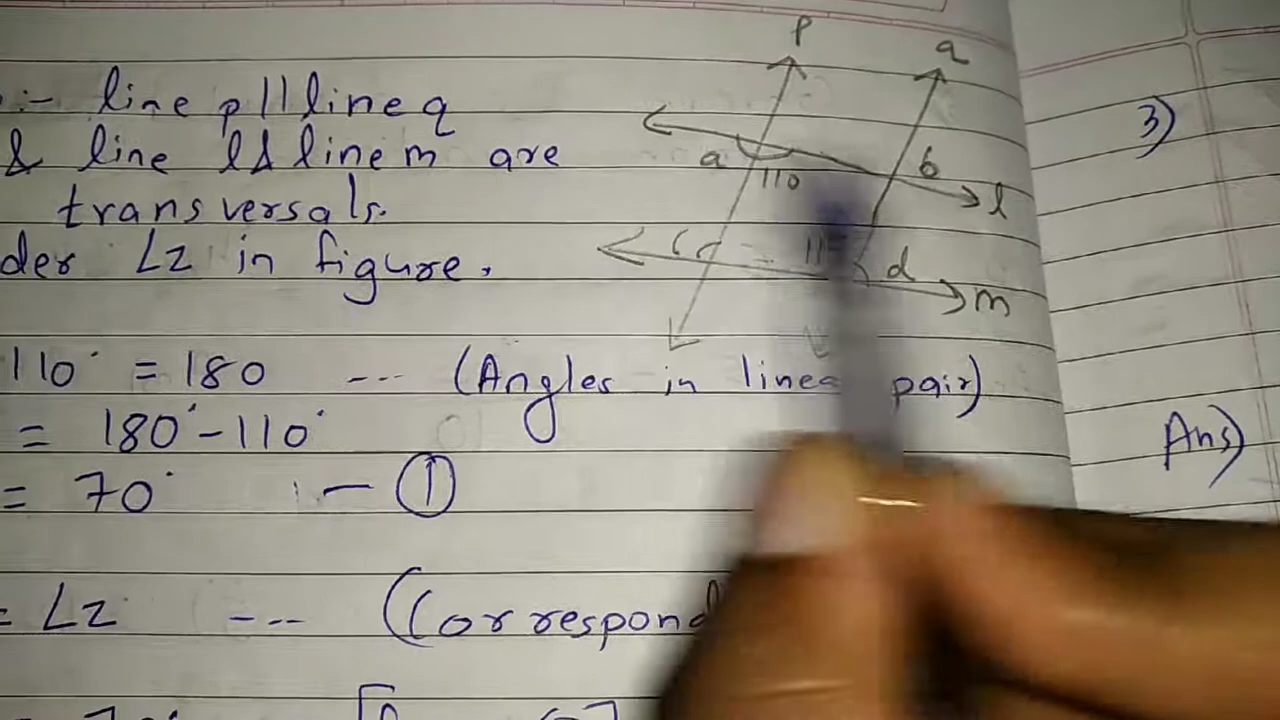 :- line p || line q
& line l & line m are
transversals.
der ∠z in figure.
110° = 180 --- (Angles in linea pair)
= 180° - 110°
= 70° - ①
= ∠z --- (Correspond
p
q
a
110
b
l
c
d
m
3)
Ans)